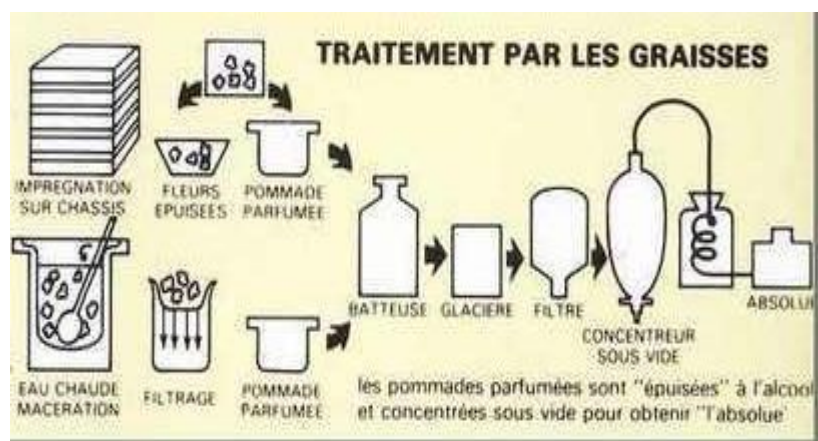 TRAITEMENT PAR LES GRAISSES
IMPREGNATION
SUR CHASSIS
FLEURS
EPUISEES
POMMADE
PARFUMEE
BATTEUSE
GLACIERE
FILTRE
CONCENTREUR
SOUS VIDE
ABSOLUE
EAU CHAUDE
MACERATION
FILTRAGE
POMMADE
PARFUMEE
les pommades parfumées sont "épuisées" à l'alcool
et concentrées sous vide pour obtenir "l'absolue"